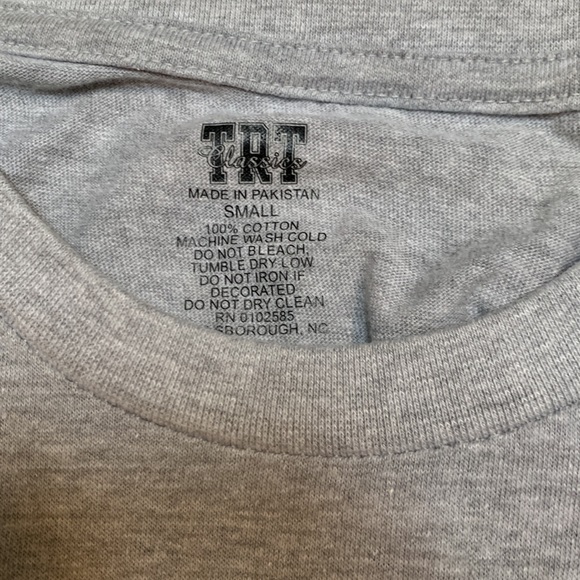 TRT
Classics
MADE IN PAKISTAN
SMALL
100% COTTON
MACHINE WASH COLD
DO NOT BLEACH,
TUMBLE DRY LOW
DO NOT IRON IF
DECORATED
DO NOT DRY CLEAN
RN 0102585
SBOROUGH, NC